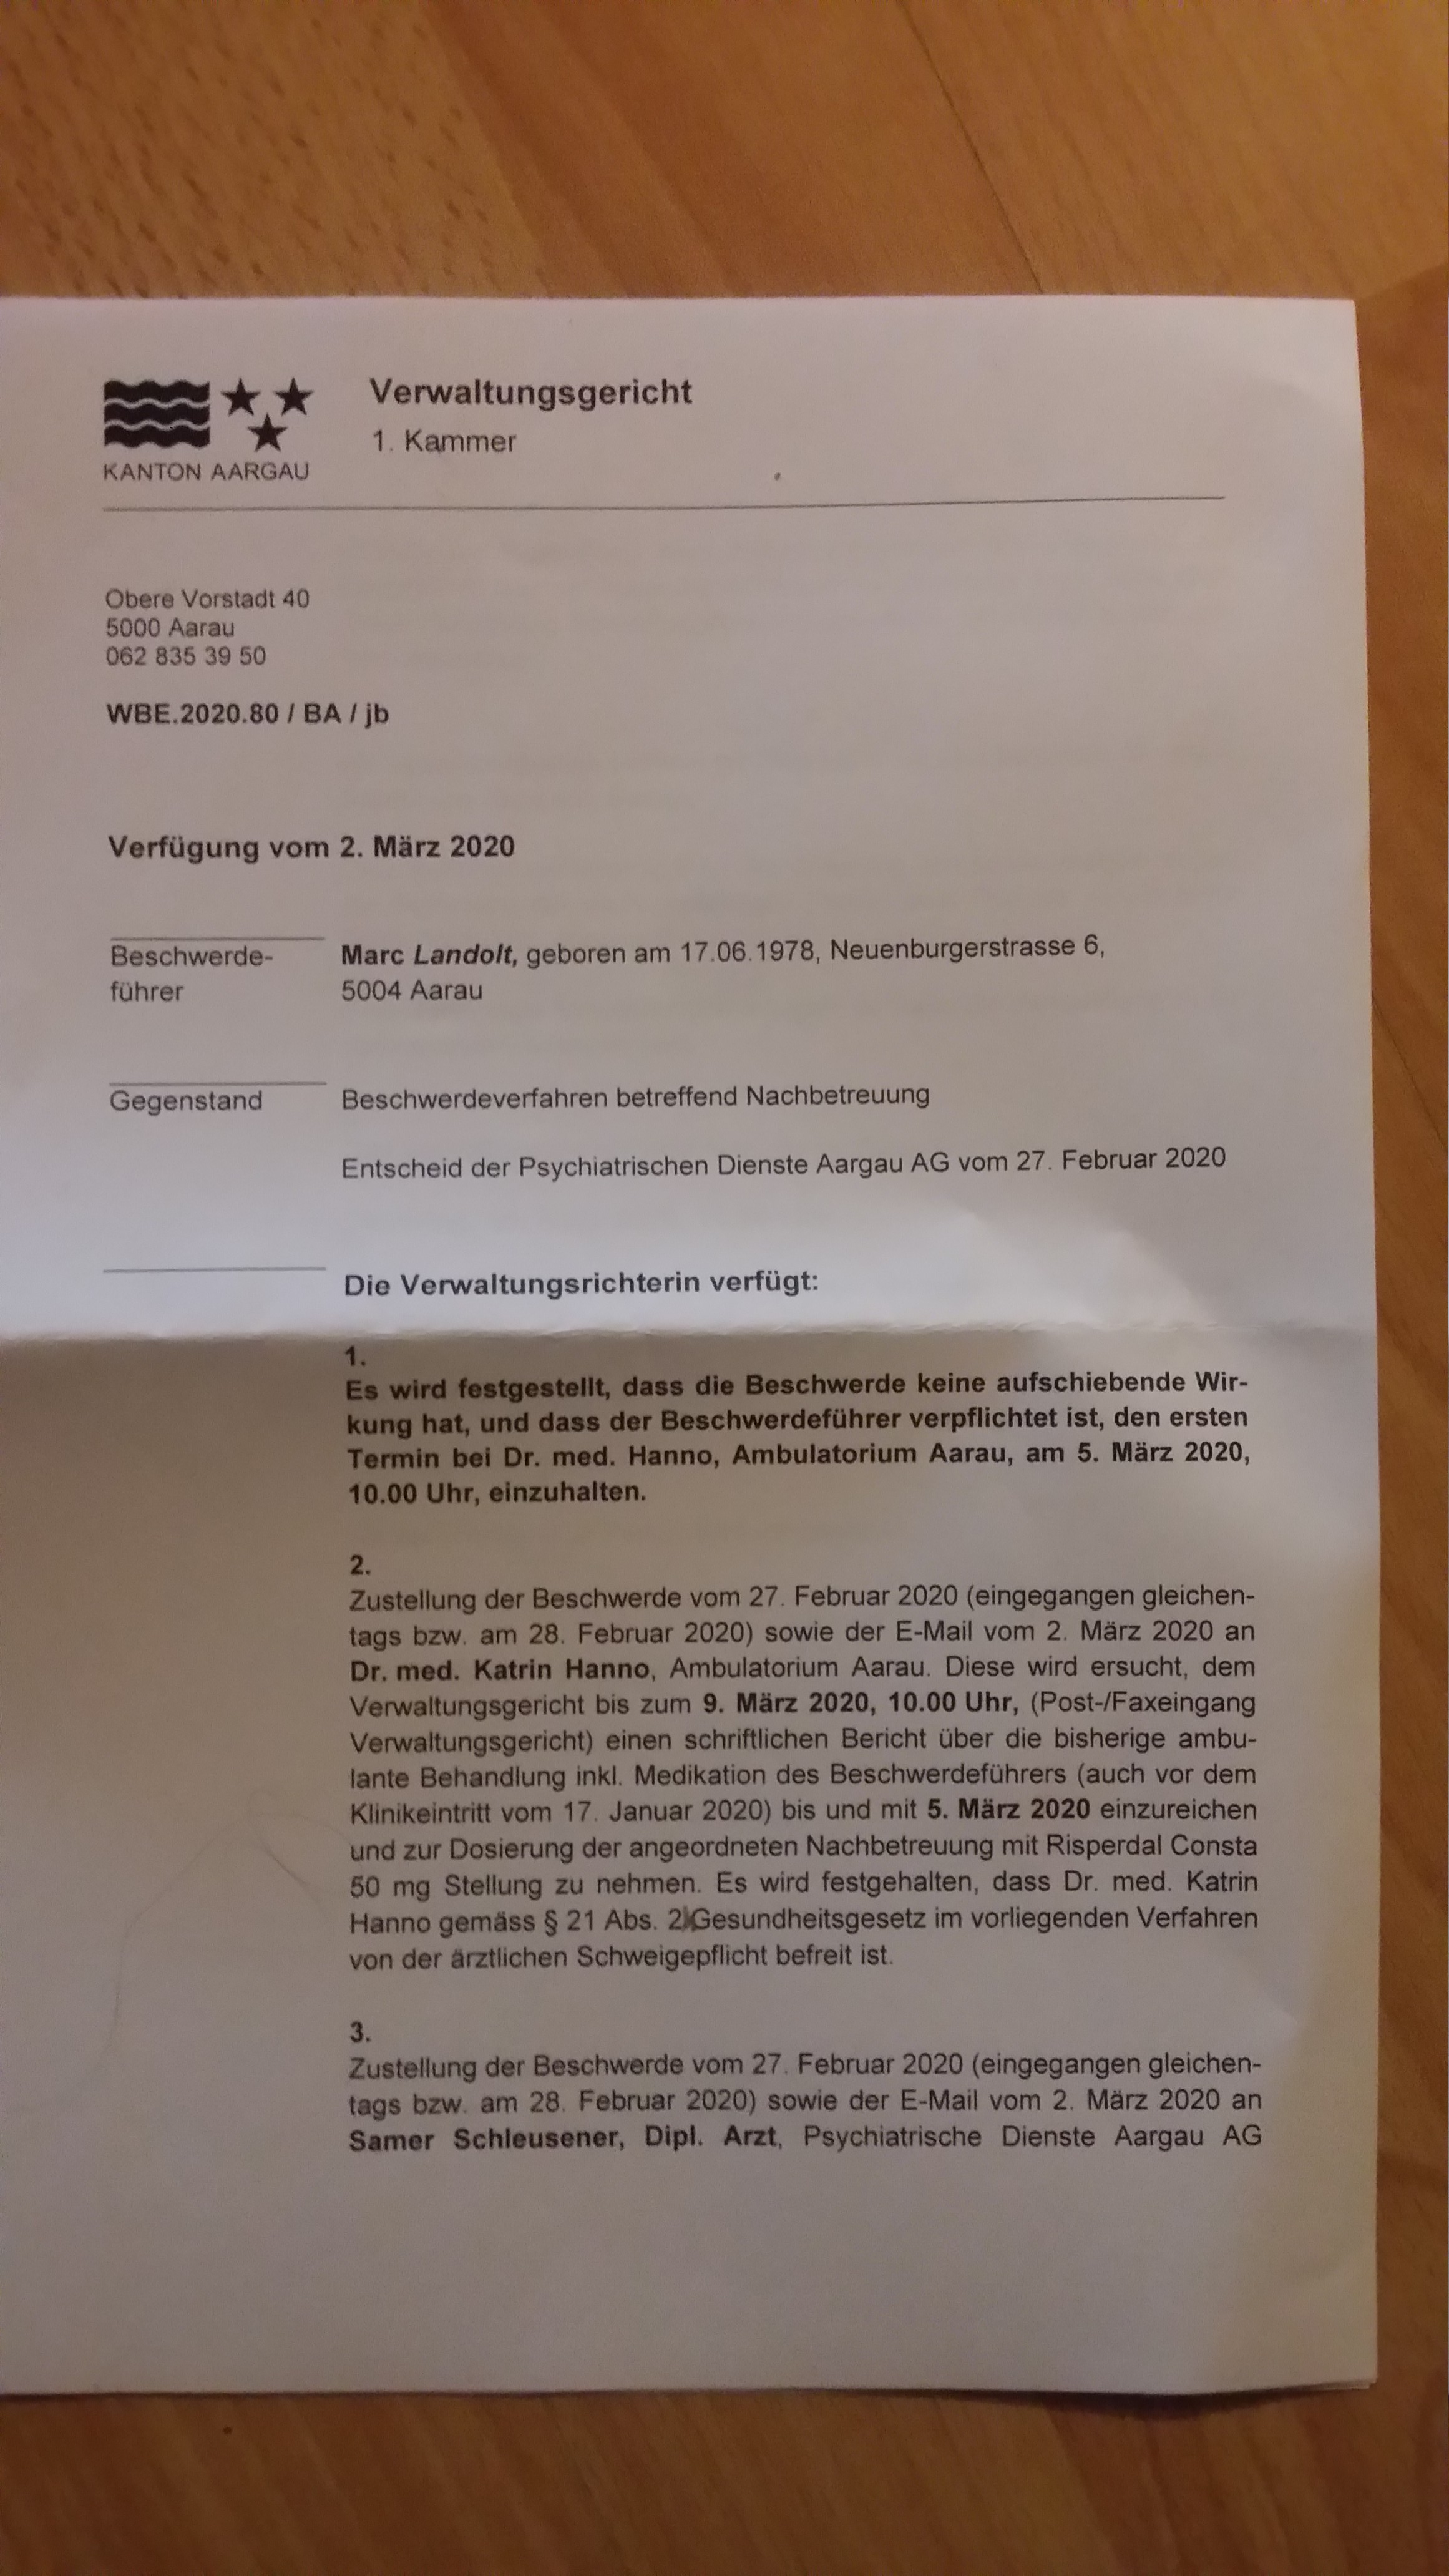 Verwaltungsgericht
1. Kammer
KANTON AARGAU
Obere Vorstadt 40
5000 Aarau
062 835 39 50
WBE.2020.80 / BA / jb
Verfügung vom 2. März 2020
Beschwerde-
führer
Marc Landolt, geboren am 17.06.1978, Neuenburgerstrasse 6,
5004 Aarau
Gegenstand
Beschwerdeverfahren betreffend Nachbetreuung
Entscheid der Psychiatrischen Dienste Aargau AG vom 27. Februar 2020
Die Verwaltungsrichterin verfügt:
1.
Es wird festgestellt, dass die Beschwerde keine aufschiebende Wir-
kung hat, und dass der Beschwerdeführer verpflichtet ist, den ersten
Termin bei Dr. med. Hanno, Ambulatorium Aarau, am 5. März 2020,
10.00 Uhr, einzuhalten.
2.
Zustellung der Beschwerde vom 27. Februar 2020 (eingegangen gleichen-
tags bzw. am 28. Februar 2020) sowie der E-Mail vom 2. März 2020 an
Dr. med. Katrin Hanno, Ambulatorium Aarau. Diese wird ersucht, dem
Verwaltungsgericht bis zum 9. März 2020, 10.00 Uhr, (Post-/Faxeingang
Verwaltungsgericht) einen schriftlichen Bericht über die bisherige ambu-
lante Behandlung inkl. Medikation des Beschwerdeführers (auch vor dem
Klinikeintritt vom 17. Januar 2020) bis und mit 5. März 2020 einzureichen
und zur Dosierung der angeordneten Nachbetreuung mit Risperdal Consta
50 mg Stellung zu nehmen. Es wird festgehalten, dass Dr. med. Katrin
Hanno gemäss § 21 Abs. 2 Gesundheitsgesetz im vorliegenden Verfahren
von der ärztlichen Schweigepflicht befreit ist.
3.
Zustellung der Beschwerde vom 27. Februar 2020 (eingegangen gleichen-
tags bzw. am 28. Februar 2020) sowie der E-Mail vom 2. März 2020 an
Samer Schleusener, Dipl. Arzt, Psychiatrische Dienste Aargau AG